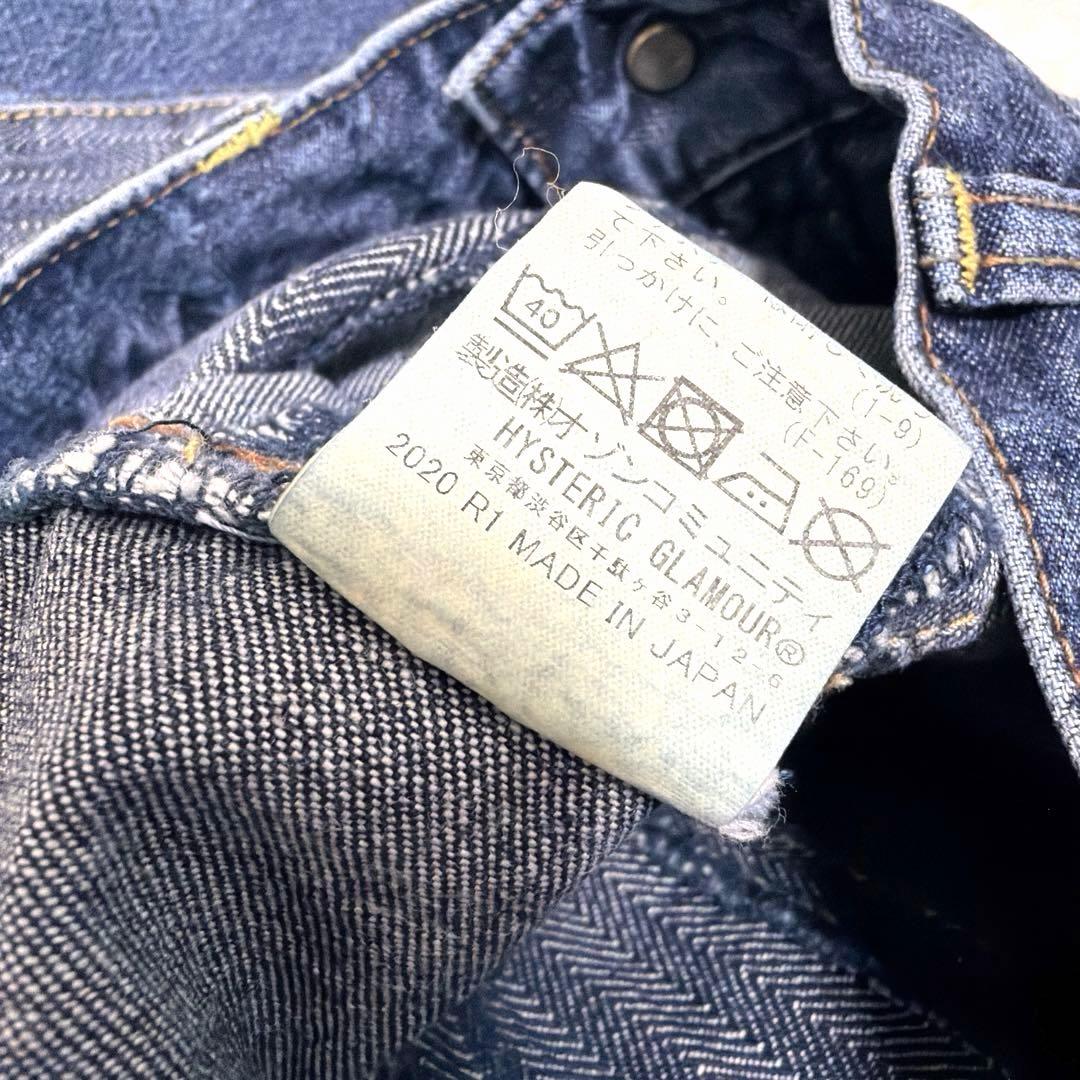 て下さい。
(1-9)
引っかけに、ご注意下さい。
(F-169)
40
製造㈱オゾンコミュニティ
HYSTERIC GLAMOUR®
東京都渋谷区千駄ケ谷3-12-6
2020 R1 MADE IN JAPAN